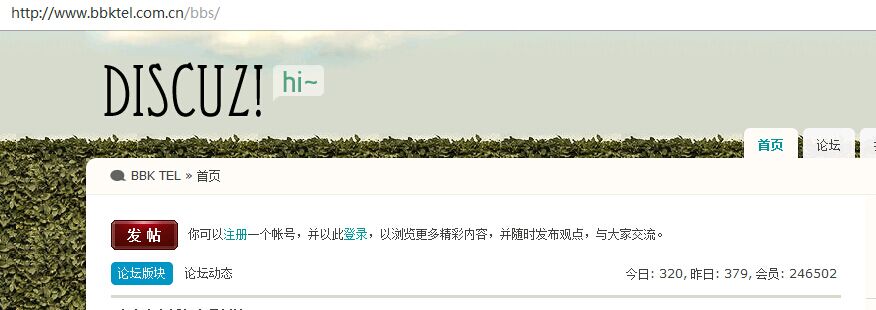 http://www.bbktel.com.cn/bbs/
DISCUZ! hi~
首页 论坛
BBK TEL » 首页
发 帖 你可以注册一个帐号，并以此登录，以浏览更多精彩内容，并随时发布观点，与大家交流。
论坛版块 论坛动态 今日: 320, 昨日: 379, 会员: 246502